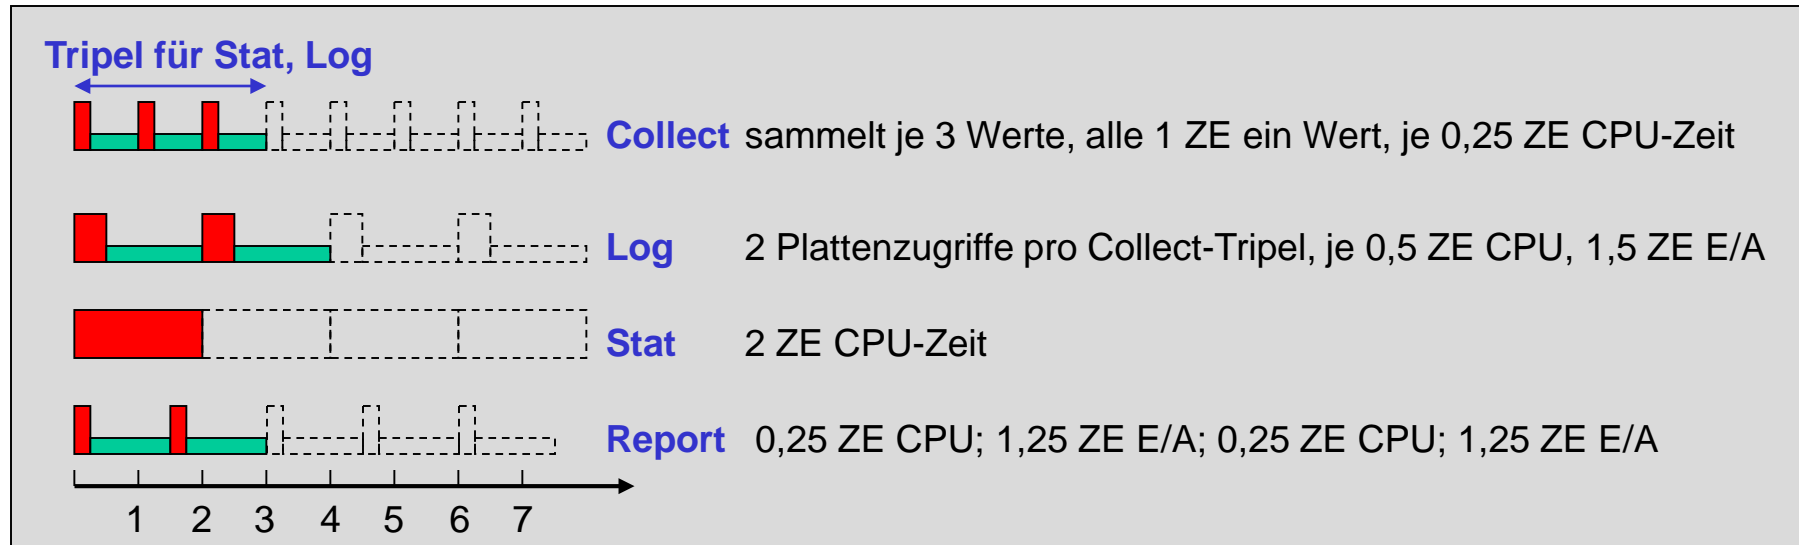 Tripel für Stat, Log
Collect sammelt je 3 Werte, alle 1 ZE ein Wert, je 0,25 ZE CPU-Zeit
Log 2 Plattenzugriffe pro Collect-Tripel, je 0,5 ZE CPU, 1,5 ZE E/A
Stat 2 ZE CPU-Zeit
Report 0,25 ZE CPU; 1,25 ZE E/A; 0,25 ZE CPU; 1,25 ZE E/A
1 2 3 4 5 6 7